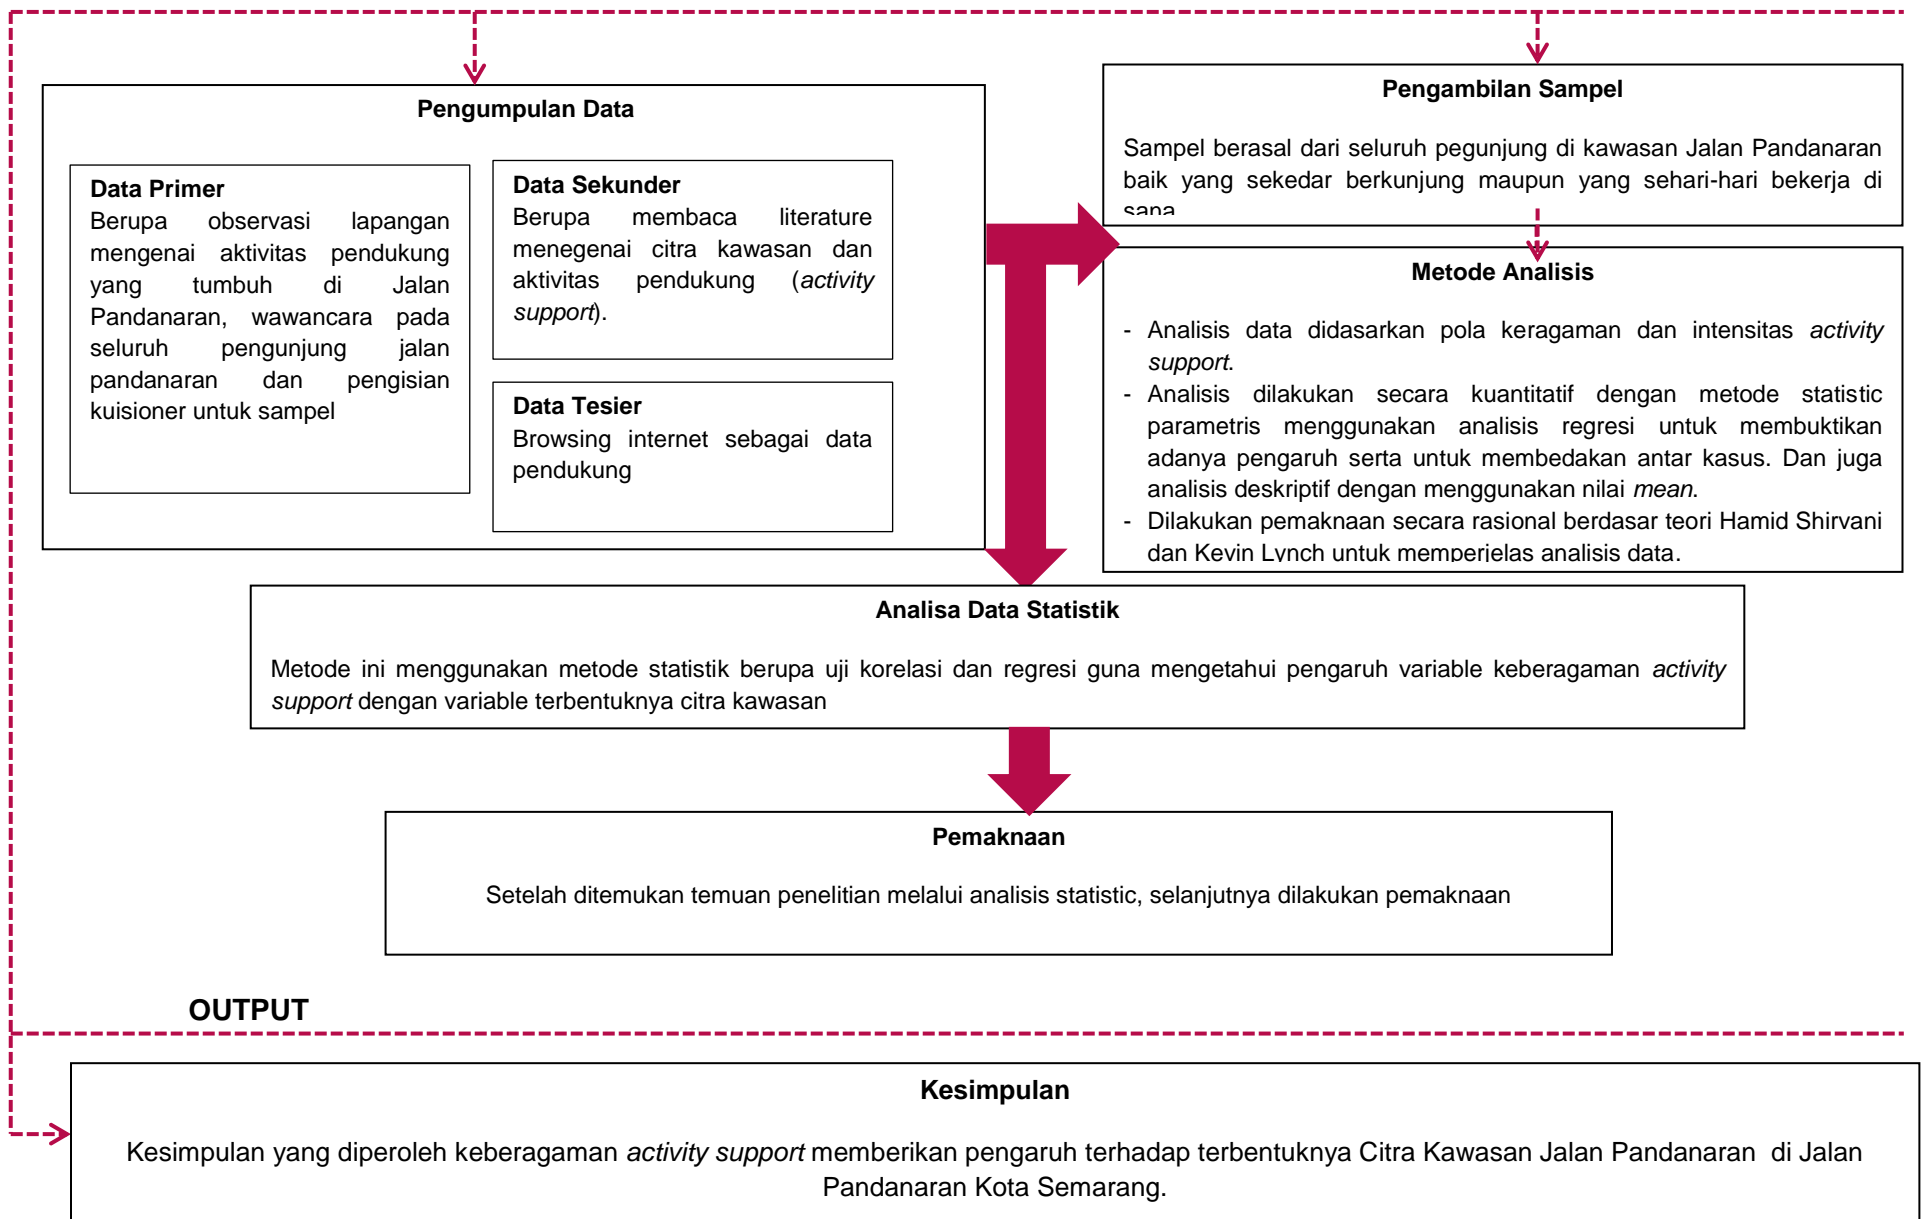 Pengumpulan Data
Data Primer
Berupa observasi lapangan
mengenai aktivitas pendukung
yang tumbuh di Jalan
Pandanaran, wawancara pada
seluruh pengunjung jalan
pandanaran dan pengisian
kuisioner untuk sampel
Data Sekunder
Berupa membaca literature
menegenai citra kawasan dan
aktivitas pendukung (activity
support).
Data Tesier
Browsing internet sebagai data
pendukung
Pengambilan Sampel
Sampel berasal dari seluruh pegunjung di kawasan Jalan Pandanaran
baik yang sekedar berkunjung maupun yang sehari-hari bekerja di
sana
Metode Analisis
- Analisis data didasarkan pola keragaman dan intensitas activity
support.
- Analisis dilakukan secara kuantitatif dengan metode statistic
parametris menggunakan analisis regresi untuk membuktikan
adanya pengaruh serta untuk membedakan antar kasus. Dan juga
analisis deskriptif dengan menggunakan nilai mean.
- Dilakukan pemaknaan secara rasional berdasar teori Hamid Shirvani
dan Kevin Lynch untuk memperjelas analisis data.
Analisa Data Statistik
Metode ini menggunakan metode statistik berupa uji korelasi dan regresi guna mengetahui pengaruh variable keberagaman activity
support dengan variable terbentuknya citra kawasan
Pemaknaan
Setelah ditemukan temuan penelitian melalui analisis statistic, selanjutnya dilakukan pemaknaan
OUTPUT
Kesimpulan
Kesimpulan yang diperoleh keberagaman activity support memberikan pengaruh terhadap terbentuknya Citra Kawasan Jalan Pandanaran di Jalan
Pandanaran Kota Semarang.